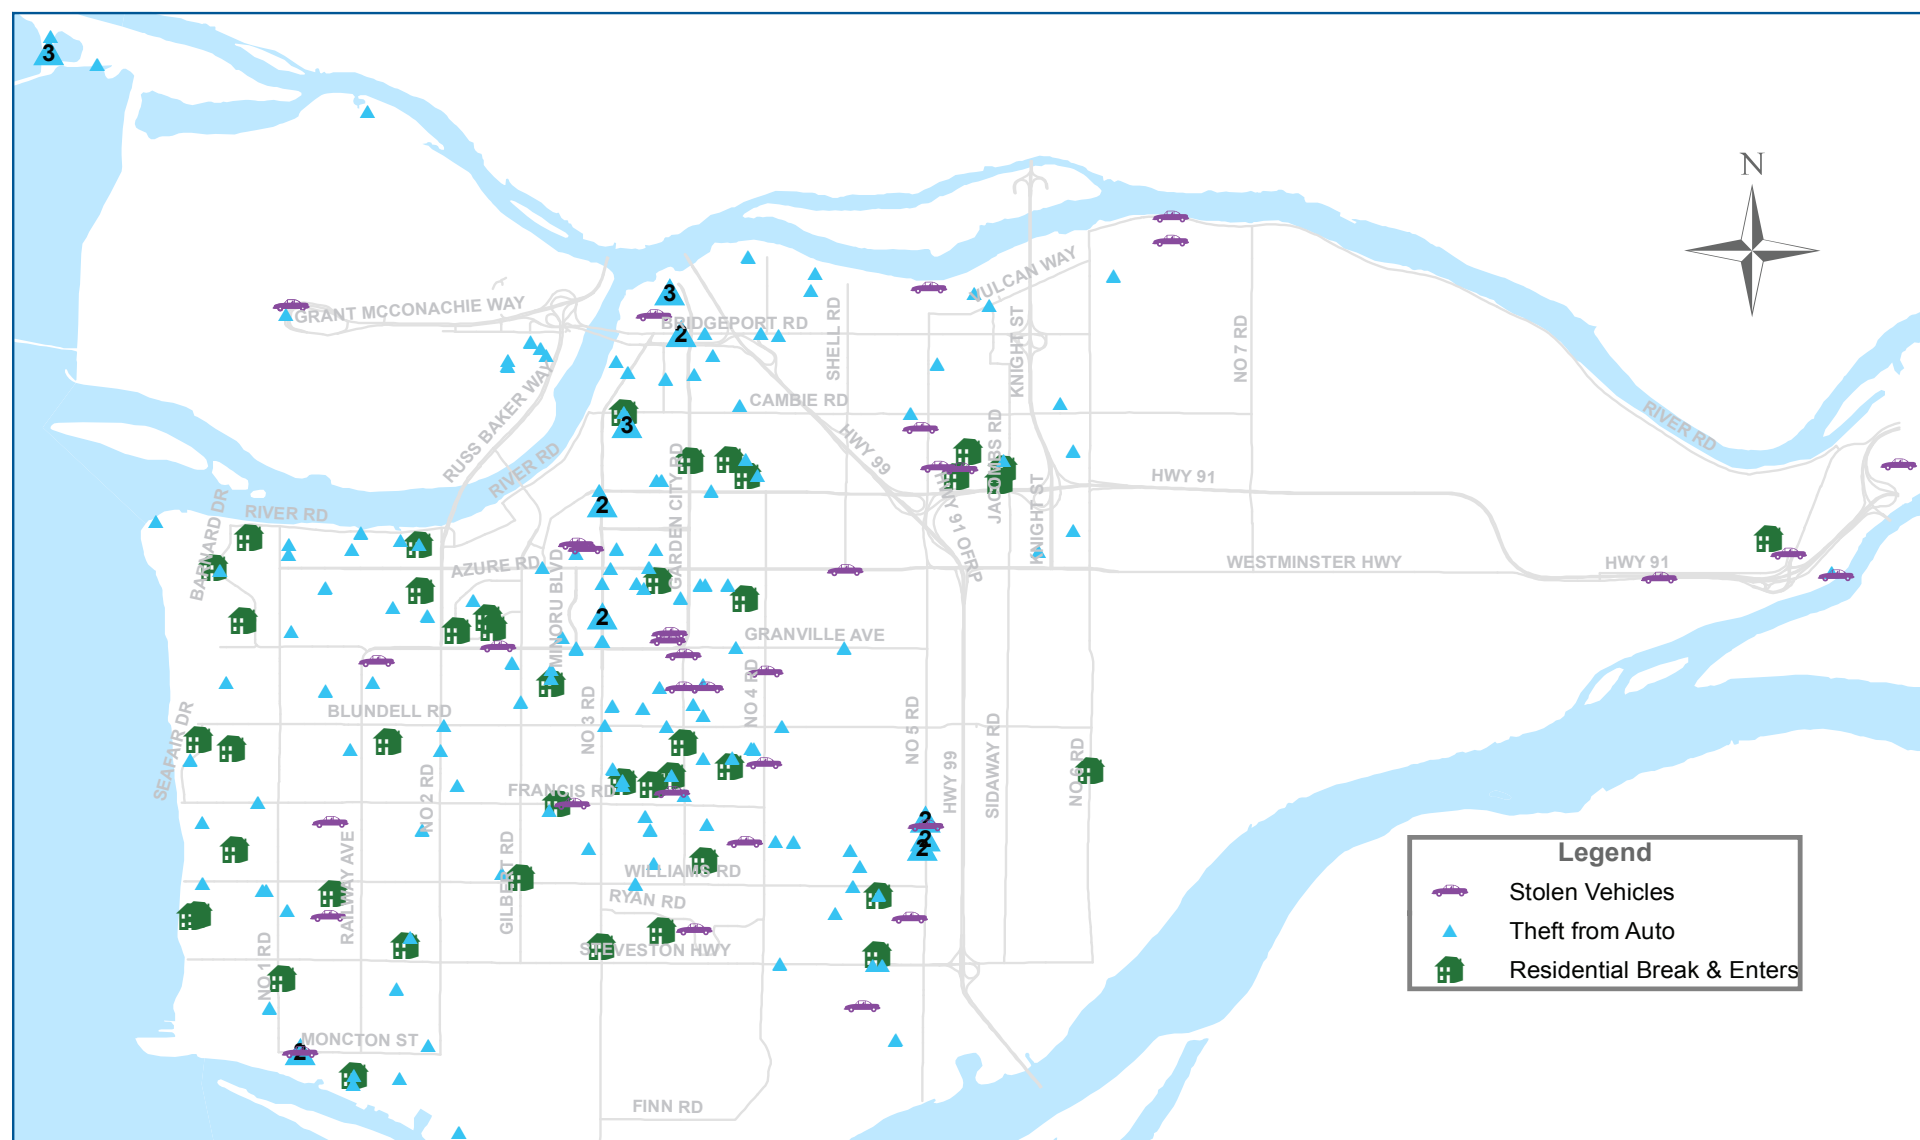 3
N
VULCAN WAY
3
GRANT MCCONACHIE WAY
BRIDGEPORT RD
2
SHELL RD
KNIGHT ST
NO 7 RD
RUSS BAKER WAY
CAMBIE RD
3
HWY 99
RIVER RD
RIVER RD
GARDEN CITY RD
JACOMBS RD
HWY 91
2
RIVER RD
BARNARD DR
KNIGHT ST
HWY 91 OFRP
AZURE RD
MINORU BLVD
WESTMINSTER HWY
HWY 91
2
GRANVILLE AVE
NO 4 RD
NO 3 RD
BLUNDELL RD
SEAFAIR DR
NO 5 RD
SIDAWAY RD
NO 6 RD
HWY 99
NO 2 RD
FRANCIS RD
2
2
2
RAILWAY AVE
GILBERT RD
WILLIAMS RD
RYAN RD
STEVESTON HWY
NO 1 RD
2
MONCTON ST
FINN RD
Legend
Stolen Vehicles
Theft from Auto
Residential Break & Enters